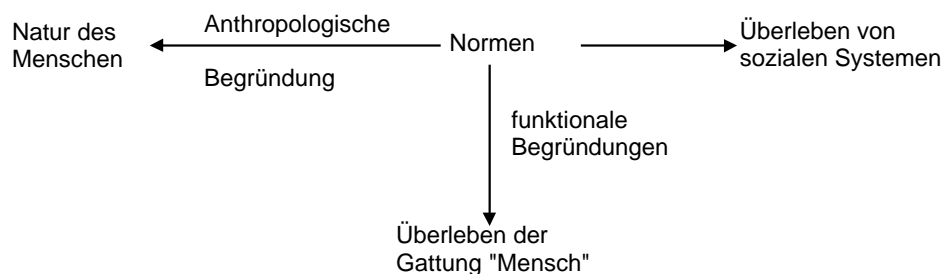 Natur des
Menschen
Anthropologische
Begründung
Normen
Überleben von
sozialen Systemen
funktionale
Begründungen
Überleben der
Gattung "Mensch"